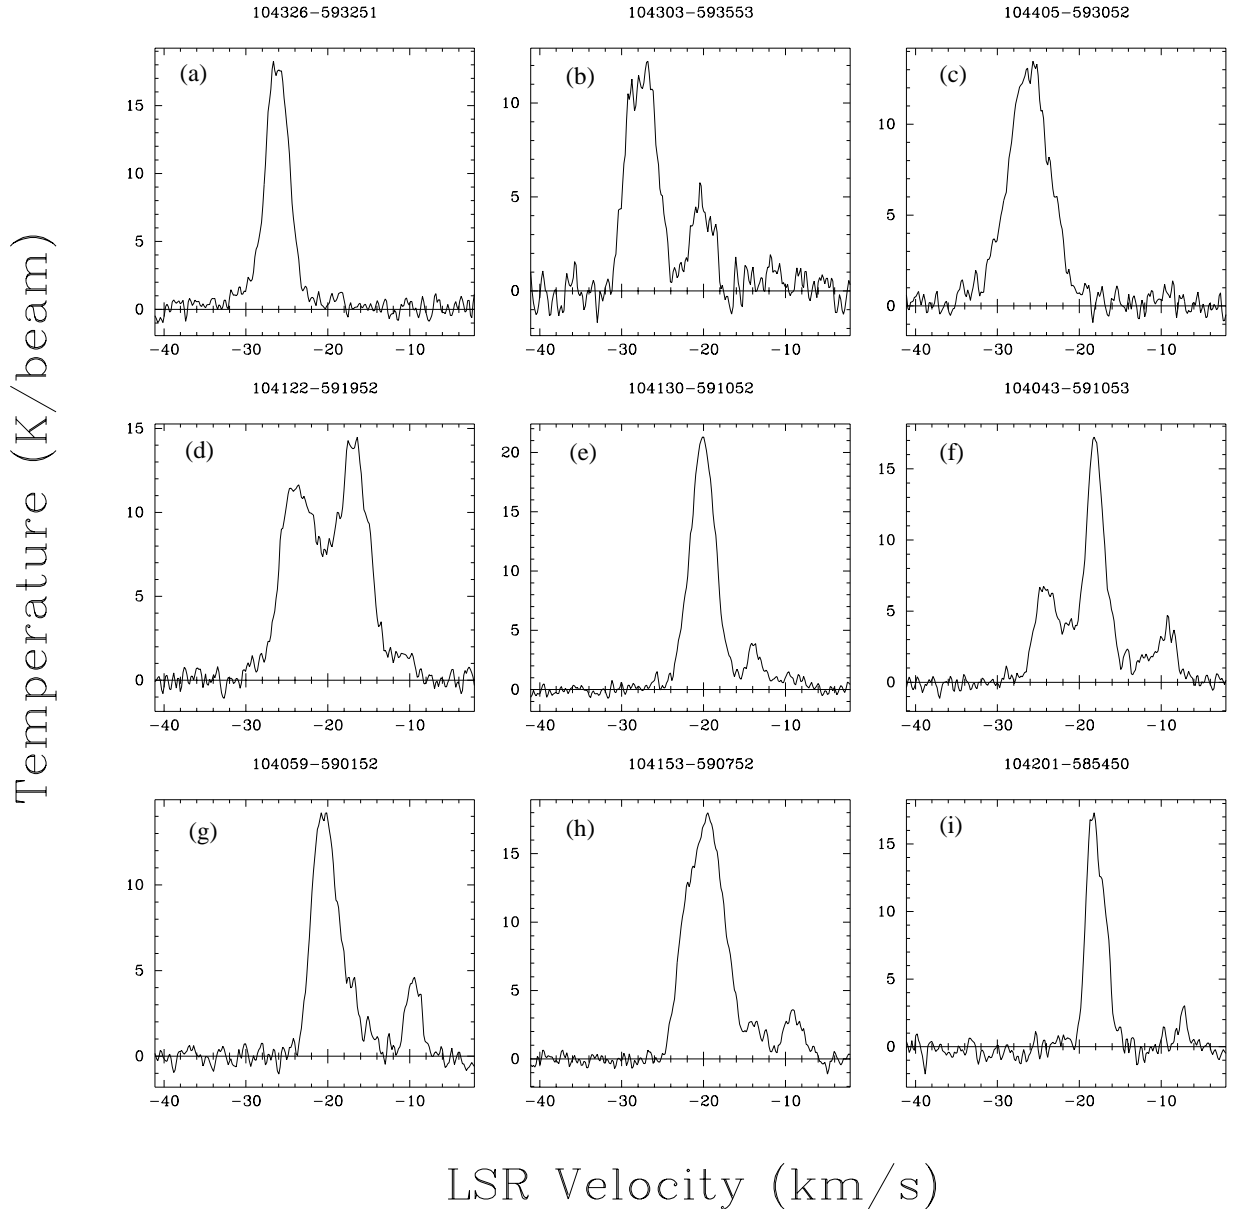 104326-593251
104303-593553
104405-593052
(a)
(b)
(c)
15
10
5
0
10
5
0
10
5
0
-40 -30 -20 -10
-40 -30 -20 -10
-40 -30 -20 -10
104122-591952
104130-591052
104043-591053
(d)
(e)
(f)
15
10
5
0
20
15
10
5
0
15
10
5
0
-40 -30 -20 -10
-40 -30 -20 -10
-40 -30 -20 -10
104059-590152
104153-590752
104201-585450
(g)
(h)
(i)
10
5
0
15
10
5
0
15
10
5
0
-40 -30 -20 -10
-40 -30 -20 -10
-40 -30 -20 -10
Temperature (K/beam)
LSR Velocity (km/s)